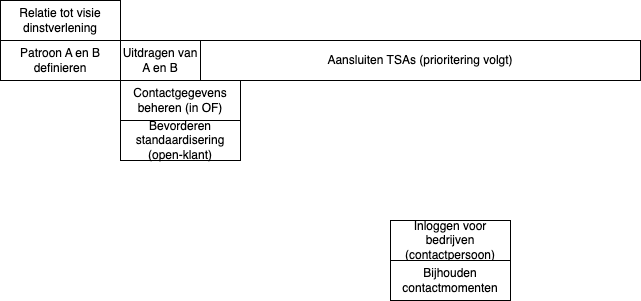 Relatie tot visie
dinstverlening
Patroon A en B
definieren
Uitdragen van
A en B
Aansluiten TSAs (prioritering volgt)
Contactgegevens
beheren (in OF)
Bevorderen
standaardisering
(open-klant)
Inloggen voor
bedrijven
(contactpersoon)
Bijhouden
contactmomenten